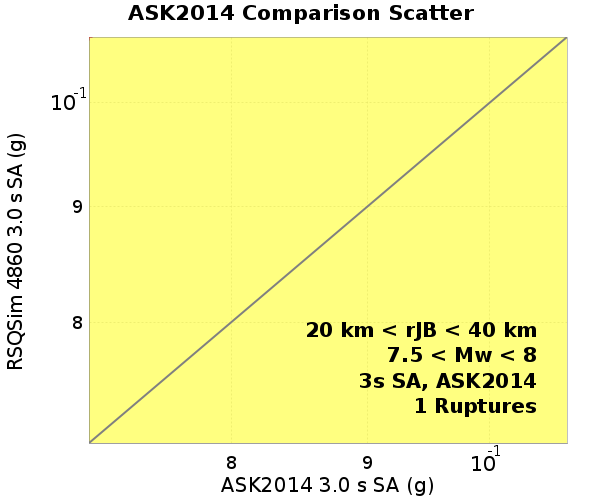 ASK2014 Comparison Scatter
RSQSim 4860 3.0 s SA (g)
10-1
9
8
20 km < rJB < 40 km
7.5 < Mw < 8
3s SA, ASK2014
1 Ruptures
8 9 10-1
ASK2014 3.0 s SA (g)